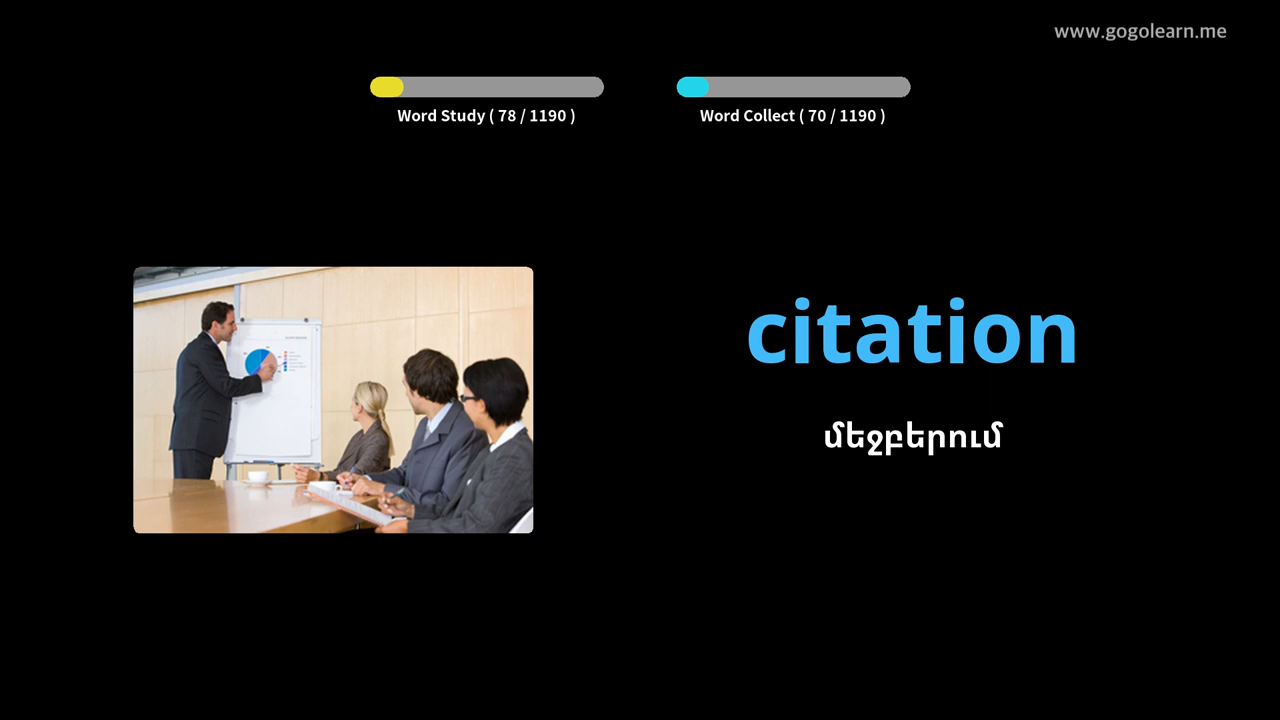 www.gogolearn.me
Word Study ( 78 / 1190 )
Word Collect ( 70 / 1190 )
citation
մեջբերում